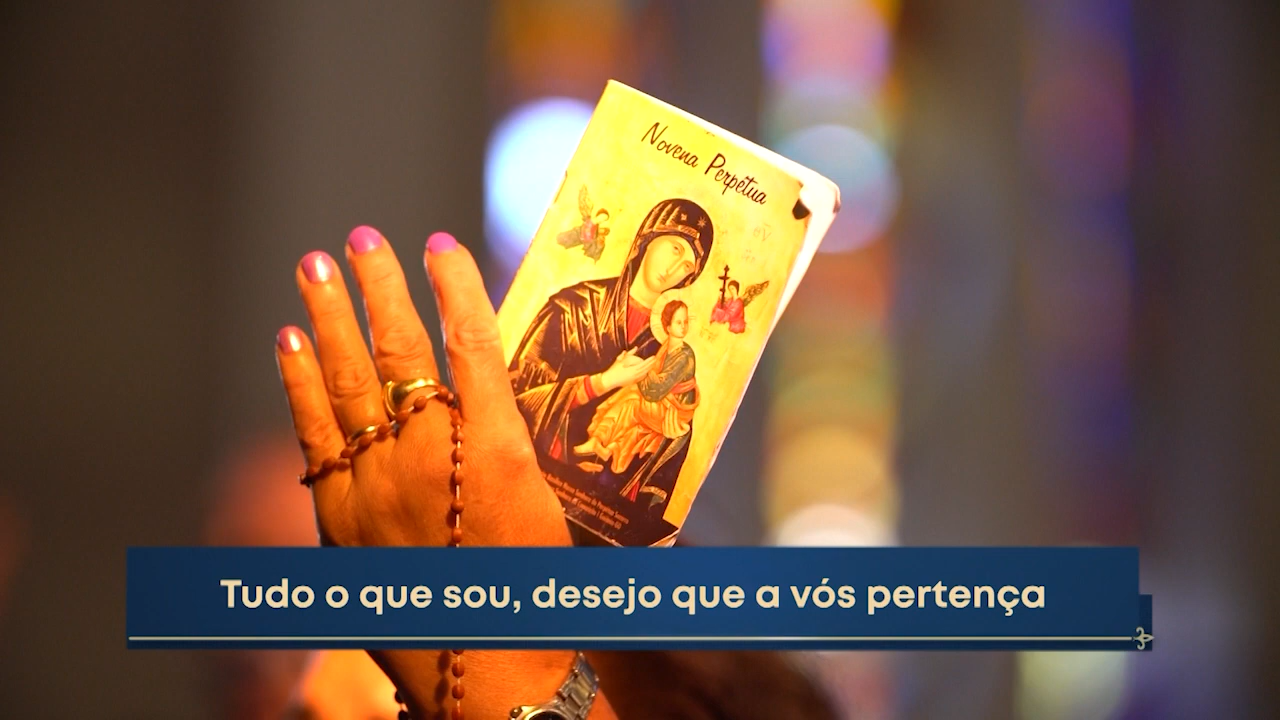 Novena Perpétua
Tudo o que sou, desejo que a vós pertença